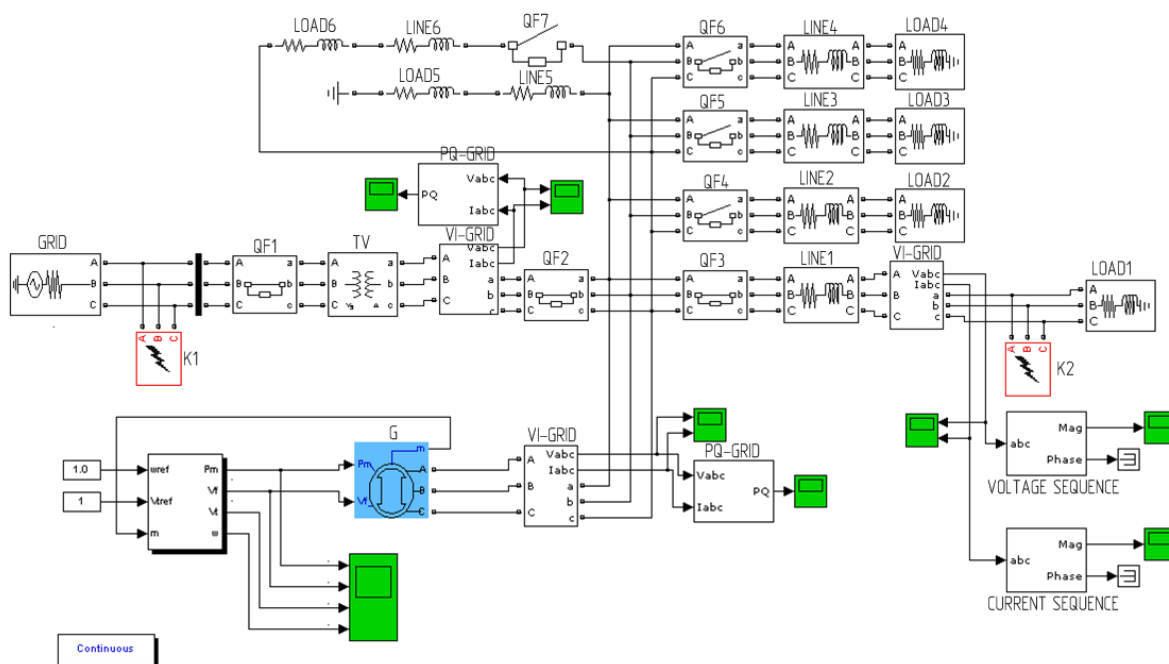 LOAD6 LINE6 QF7 QF6 LINE4 LOAD4
A a A A A
B b B B B
C c C C C
LOAD5 LINE5
QF5 LINE3 LOAD3
A a A A A
B b B B B
C c C C C
PQ-GRID
Vabc
PQ
Iabc
QF4 LINE2 LOAD2
A a A A A
B b B B B
C c C C C
GRID QF1 TV VI-GRID QF2 QF3 LINE1 VI-GRID LOAD1
Vabc
Iabc
A A a A a A a A a A a A A A a A
B B b B b B b B b B b B B B b B
C C c C c C c C c C c C C C c C
Vabc
Iabc
A B C
K1
A B C
K2
G
m
Pm A
B
Vf C
1.0
wref Pm
1
Vtref Vf
Vt
m w
VI-GRID
Vabc
A Iabc
B a
b
C c
PQ-GRID
Vabc
PQ
Iabc
Mag
abc
Phase
VOLTAGE SEQUENCE
Mag
abc
Phase
CURRENT SEQUENCE
Continuous